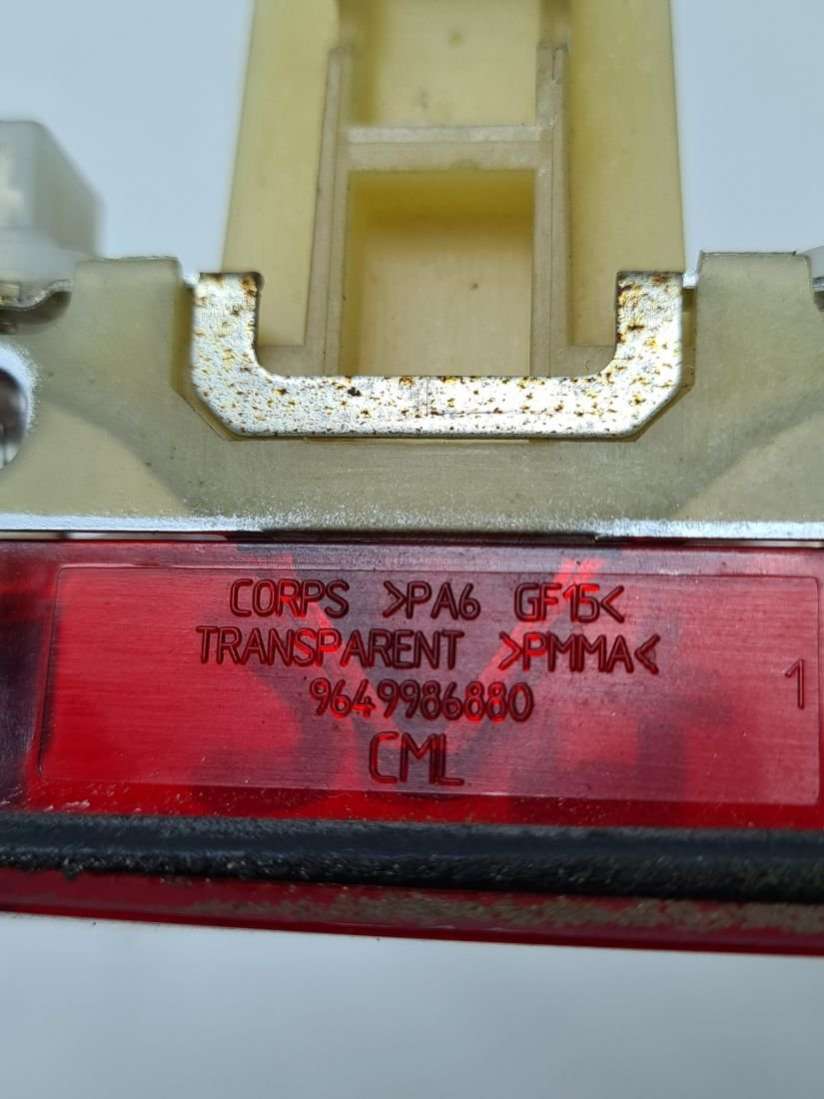 CORPS >PA6 GF15<
TRANSPARENT >PMMA<
9649986880
CML
1